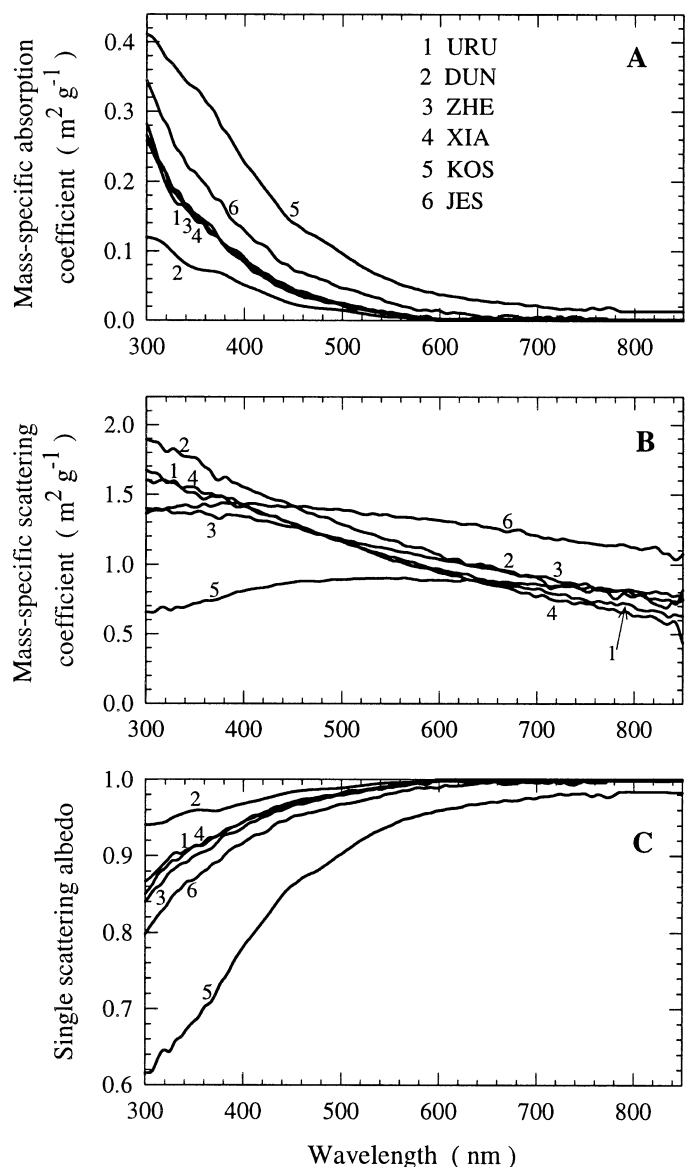 Mass-specific absorption
coefficient ( m² g⁻¹ )
0.4
0.3
0.2
0.1
0.0
A
1 URU
2 DUN
3 ZHE
4 XIA
5 KOS
6 JES
5
6
1
3
4
2
300 400 500 600 700 800
Mass-specific scattering
coefficient ( m² g⁻¹ )
2.0
1.5
1.0
0.5
0.0
B
2
1 4
3
6
5
2 3
4
1
300 400 500 600 700 800
Single scattering albedo
1.0
0.9
0.8
0.7
0.6
C
2
1 4
3 6
5
300 400 500 600 700 800
Wavelength ( nm )